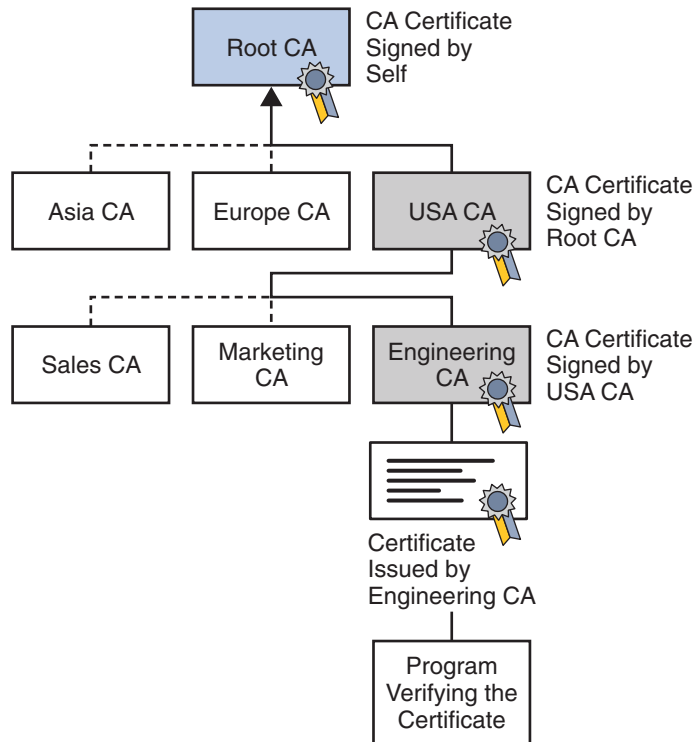 Root CA
CA Certificate
Signed by
Self
Asia CA
Europe CA
USA CA
CA Certificate
Signed by
Root CA
Sales CA
Marketing
CA
Engineering
CA
CA Certificate
Signed by
USA CA
Certificate
Issued by
Engineering CA
Program
Verifying the
Certificate